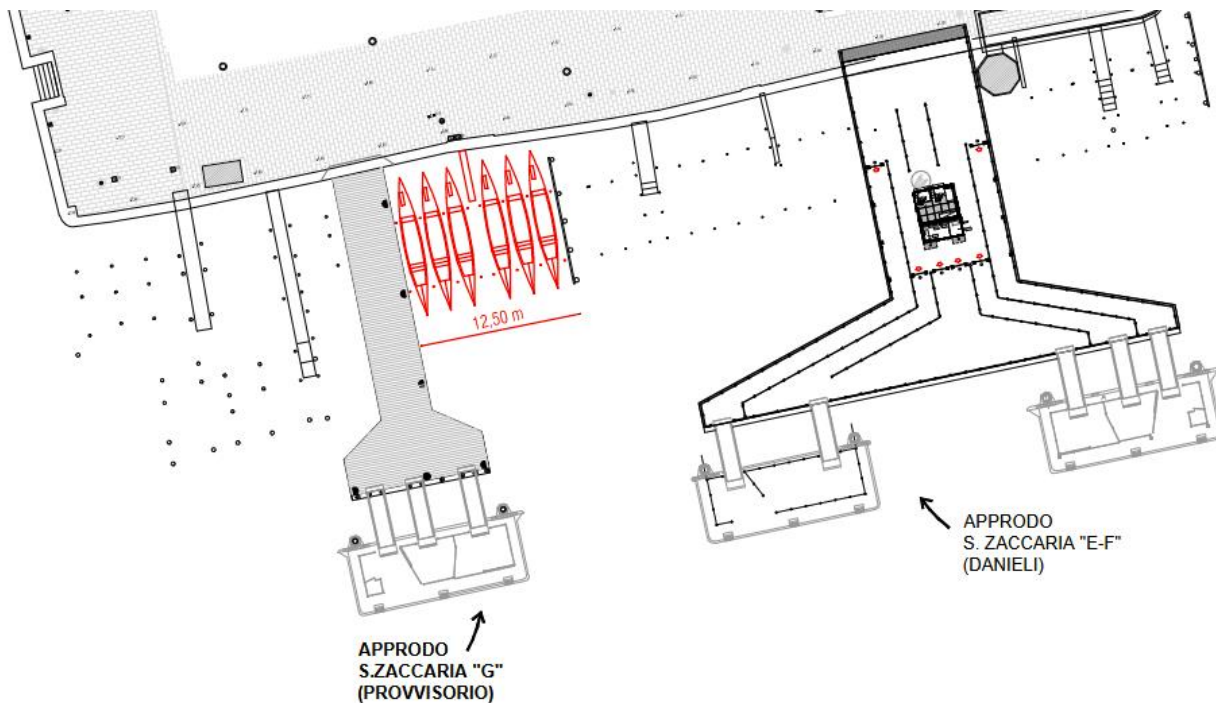 12,50 m
APPRODO
S. ZACCARIA "E-F"
(DANIELI)
APPRODO
S.ZACCARIA "G"
(PROVVISORIO)